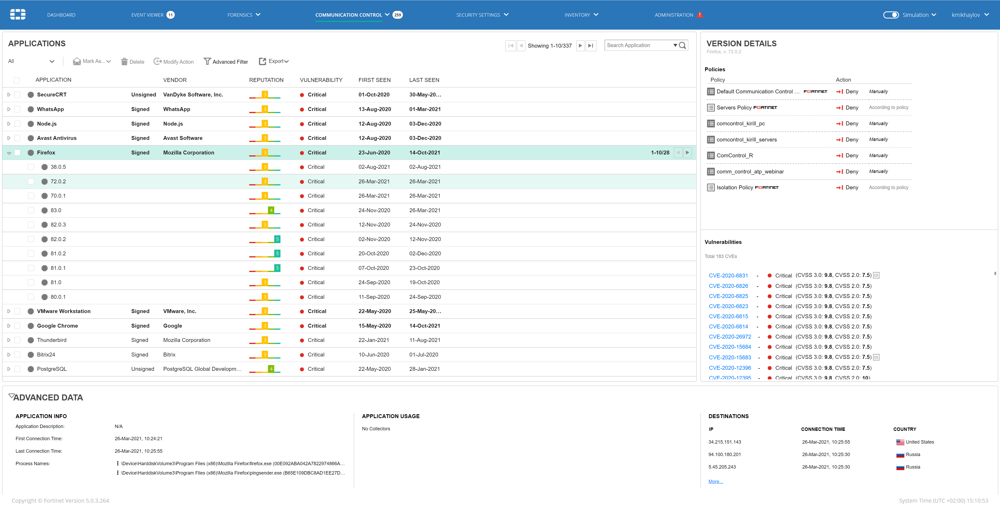 DASHBOARD EVENT VIEWER 11 FORENSICS COMMUNICATION CONTROL 259 SECURITY SETTINGS INVENTORY ADMINISTRATION Simulation kmikhaylov
APPLICATIONS
Showing 1-10/337 Search Application
All Mark As... Delete Modify Action Advanced Filter Export
APPLICATION VENDOR REPUTATION VULNERABILITY FIRST SEEN LAST SEEN
SecureCRT Unsigned VanDyke Software, Inc. 3 Critical 01-Oct-2020 30-May-20...
WhatsApp Signed WhatsApp 3 Critical 13-Aug-2020 01-Mar-2021
Node.js Signed Node.js 3 Critical 12-Aug-2020 03-Dec-2020
Avast Antivirus Signed Avast Software 3 Critical 12-Aug-2020 03-Dec-2020
Firefox Signed Mozilla Corporation 3 Critical 23-Jun-2020 14-Oct-2021 1-10/28
38.0.5 3 Critical 02-Aug-2021 02-Aug-2021
72.0.2 3 Critical 26-Mar-2021 26-Mar-2021
70.0.1 3 Critical 26-Mar-2021 26-Mar-2021
83.0 4 Critical 24-Nov-2020 26-Mar-2021
82.0.3 3 Critical 12-Nov-2020 24-Nov-2020
82.0.2 5 Critical 02-Nov-2020 12-Nov-2020
81.0.2 5 Critical 20-Oct-2020 02-Dec-2020
81.0.1 5 Critical 07-Oct-2020 23-Oct-2020
81.0 3 Critical 24-Sep-2020 19-Oct-2020
80.0.1 3 Critical 11-Sep-2020 24-Sep-2020
VMware Workstation Signed VMware, Inc. 3 Critical 22-May-2020 25-May-20...
Google Chrome Signed Google 3 Critical 15-May-2020 14-Oct-2021
Thunderbird Signed Mozilla Corporation 3 Critical 22-Jan-2021 11-Aug-2021
Bitrix24 Signed Bitrix 3 Critical 10-Jun-2020 01-Jul-2020
PostgreSQL Unsigned PostgreSQL Global Developm... 4 Critical 22-May-2020 28-Jan-2021
VERSION DETAILS
Firefox, v. 72.0.2
Policies
Policy Action
Default Communication Control ... FORTINET Deny Manually
Servers Policy FORTINET Deny According to policy
comcontrol_kirill_pc Deny Manually
comcontrol_kirill_servers Deny Manually
ComControl_R Deny Manually
comm_control_atp_webinar Deny Manually
Isolation Policy FORTINET Deny According to policy
Vulnerabilities
Total 183 CVEs
CVE-2020-6831 - Critical (CVSS 3.0: 9.8, CVSS 2.0: 7.5) OS
CVE-2020-6826 - Critical (CVSS 3.0: 9.8, CVSS 2.0: 7.5)
CVE-2020-6825 - Critical (CVSS 3.0: 9.8, CVSS 2.0: 7.5)
CVE-2020-6823 - Critical (CVSS 3.0: 9.8, CVSS 2.0: 7.5)
CVE-2020-6815 - Critical (CVSS 3.0: 9.8, CVSS 2.0: 7.5)
CVE-2020-6814 - Critical (CVSS 3.0: 9.8, CVSS 2.0: 7.5)
CVE-2020-26972 - Critical (CVSS 3.0: 9.8, CVSS 2.0: 7.5)
CVE-2020-15684 - Critical (CVSS 3.0: 9.8, CVSS 2.0: 7.5)
CVE-2020-15683 - Critical (CVSS 3.0: 9.8, CVSS 2.0: 7.5) OS
CVE-2020-12396 - Critical (CVSS 3.0: 9.8, CVSS 2.0: 7.5)
CVE-2020-12395 - Critical (CVSS 3.0: 9.8, CVSS 2.0: 10)
ADVANCED DATA
APPLICATION INFO
Application Description: N/A
First Connection Time: 26-Mar-2021, 10:24:21
Last Connection Time: 26-Mar-2021, 10:25:55
Process Names: \Device\HarddiskVolume3\Program Files (x86)\Mozilla Firefox\firefox.exe (00E092ABA042A7822974866A...
\Device\HarddiskVolume3\Program Files (x86)\Mozilla Firefox\pingsender.exe (B65E109DBC8AD1EE27D...
APPLICATION USAGE
No Collectors
DESTINATIONS
IP CONNECTION TIME COUNTRY
34.215.151.143 26-Mar-2021, 10:25:55 United States
94.100.180.201 26-Mar-2021, 10:25:30 Russia
5.45.205.243 26-Mar-2021, 10:25:30 Russia
More...
Copyright © Fortinet Version 5.0.3.264 System Time (UTC +02:00) 15:10:53